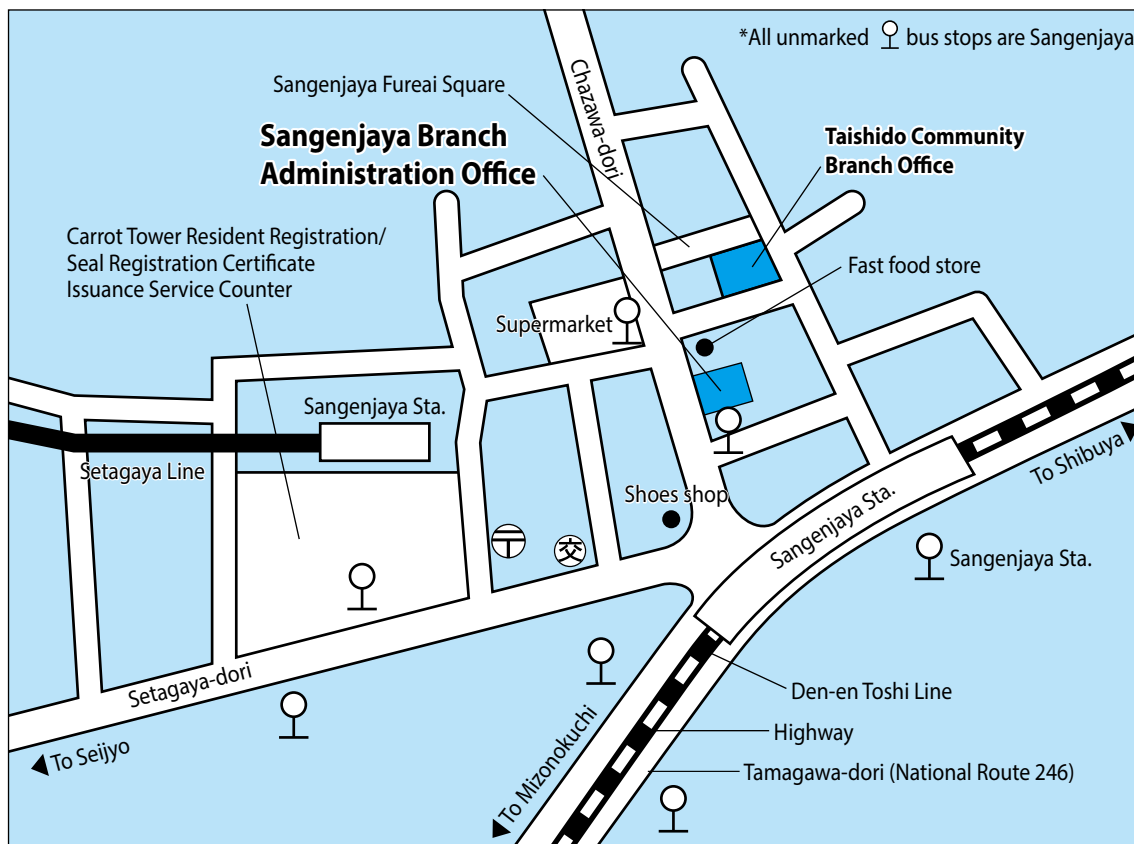 *All unmarked bus stops are Sangenjaya
Chazawa-dori
Sangenjaya Fureai Square
Sangenjaya Branch
Administration Office
Taishido Community
Branch Office
Carrot Tower Resident Registration/
Seal Registration Certificate
Issuance Service Counter
Fast food store
Supermarket
Sangenjaya Sta.
Setagaya Line
To Shibuya
Shoes shop
Sangenjaya Sta.
〒
交
Sangenjaya Sta.
Setagaya-dori
Den-en Toshi Line
Highway
To Seijyo
To Mizonokuchi
Tamagawa-dori (National Route 246)